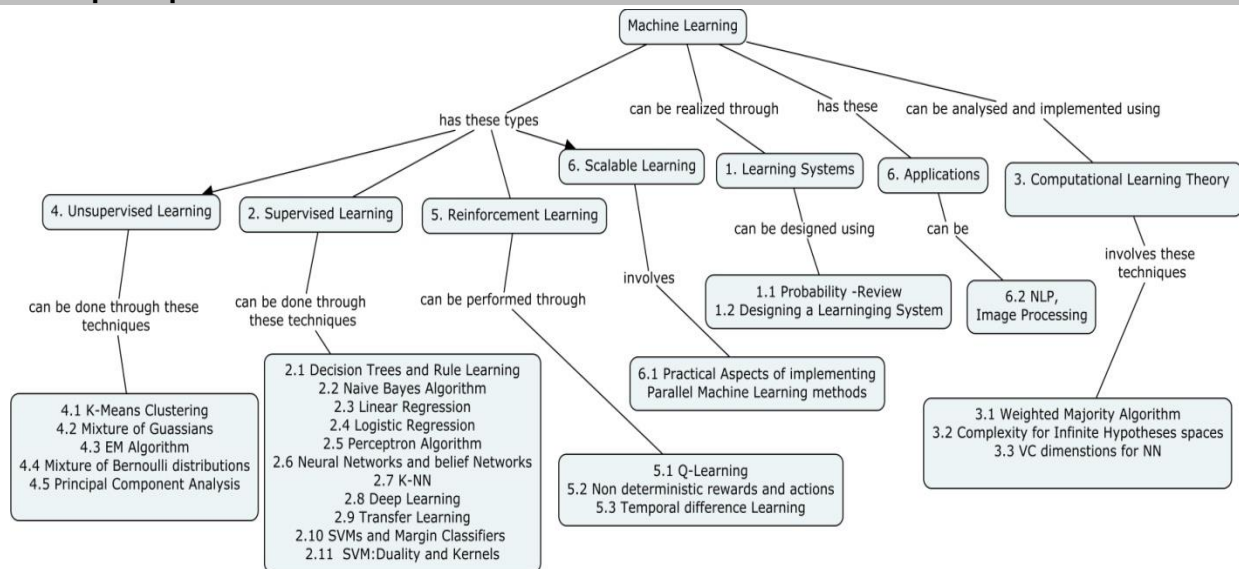 Machine Learning
can be realized through
has these
can be analysed and implemented using
has these types
6. Scalable Learning
1. Learning Systems
6. Applications
3. Computational Learning Theory
4. Unsupervised Learning
2. Supervised Learning
5. Reinforcement Learning
can be designed using
can be
involves these
techniques
involves
can be done through these
techniques
can be done through
these techniques
can be performed through
1.1 Probability -Review
1.2 Designing a Learninging System
6.2 NLP,
Image Processing
6.1 Practical Aspects of implementing
Parallel Machine Learning methods
4.1 K-Means Clustering
4.2 Mixture of Guassians
4.3 EM Algorithm
4.4 Mixture of Bernoulli distributions
4.5 Principal Component Analysis
2.1 Decision Trees and Rule Learning
2.2 Naive Bayes Algorithm
2.3 Linear Regression
2.4 Logistic Regression
2.5 Perceptron Algorithm
2.6 Neural Networks and belief Networks
2.7 K-NN
2.8 Deep Learning
2.9 Transfer Learning
2.10 SVMs and Margin Classifiers
2.11 SVM:Duality and Kernels
5.1 Q-Learning
5.2 Non deterministic rewards and actions
5.3 Temporal difference Learning
3.1 Weighted Majority Algorithm
3.2 Complexity for Infinite Hypotheses spaces
3.3 VC dimenstions for NN